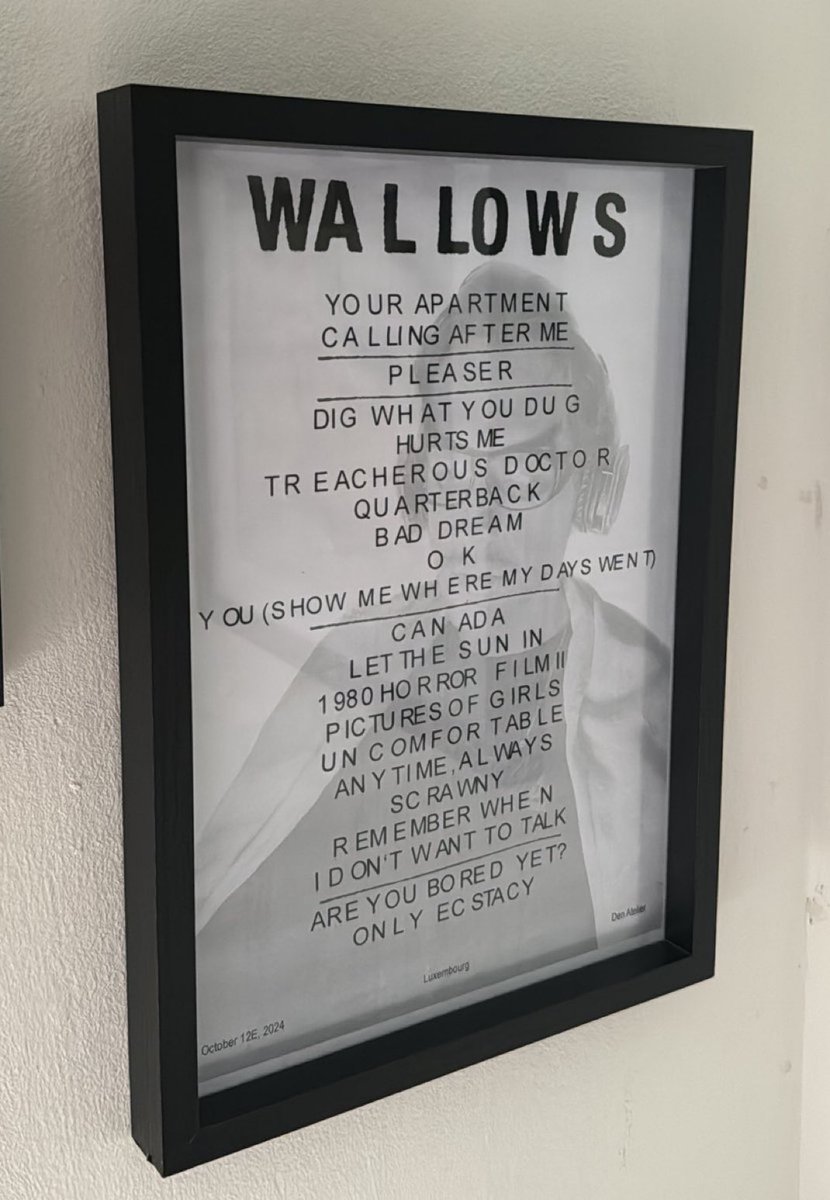 WALLOWS
YOUR APARTMENT
CALLING AFTER ME
PLEASER
DIG WHAT YOU DUG
HURTS ME
TREACHEROUS DOCTOR
QUARTERBACK
BAD DREAM
OK
YOU (SHOW ME WHERE MY DAYS WENT)
CANADA
LET THE SUN IN
1980 HORROR FILM II
PICTURES OF GIRLS
UNCOMFORTABLE
ANYTIME, ALWAYS
SCRAWNY
REMEMBER WHEN
I DON'T WANT TO TALK
ARE YOU BORED YET?
ONLY ECSTACY
Den Atelier
Luxembourg
October 12E, 2024